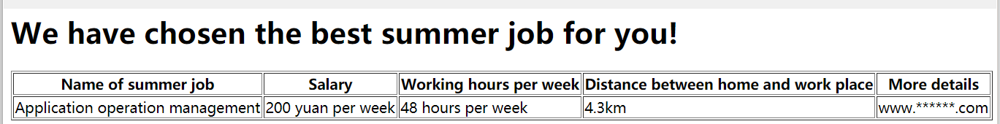 We have chosen the best summer job for you!
Name of summer job Salary Working hours per week Distance between home and work place More details
Application operation management 200 yuan per week 48 hours per week 4.3km www.******.com